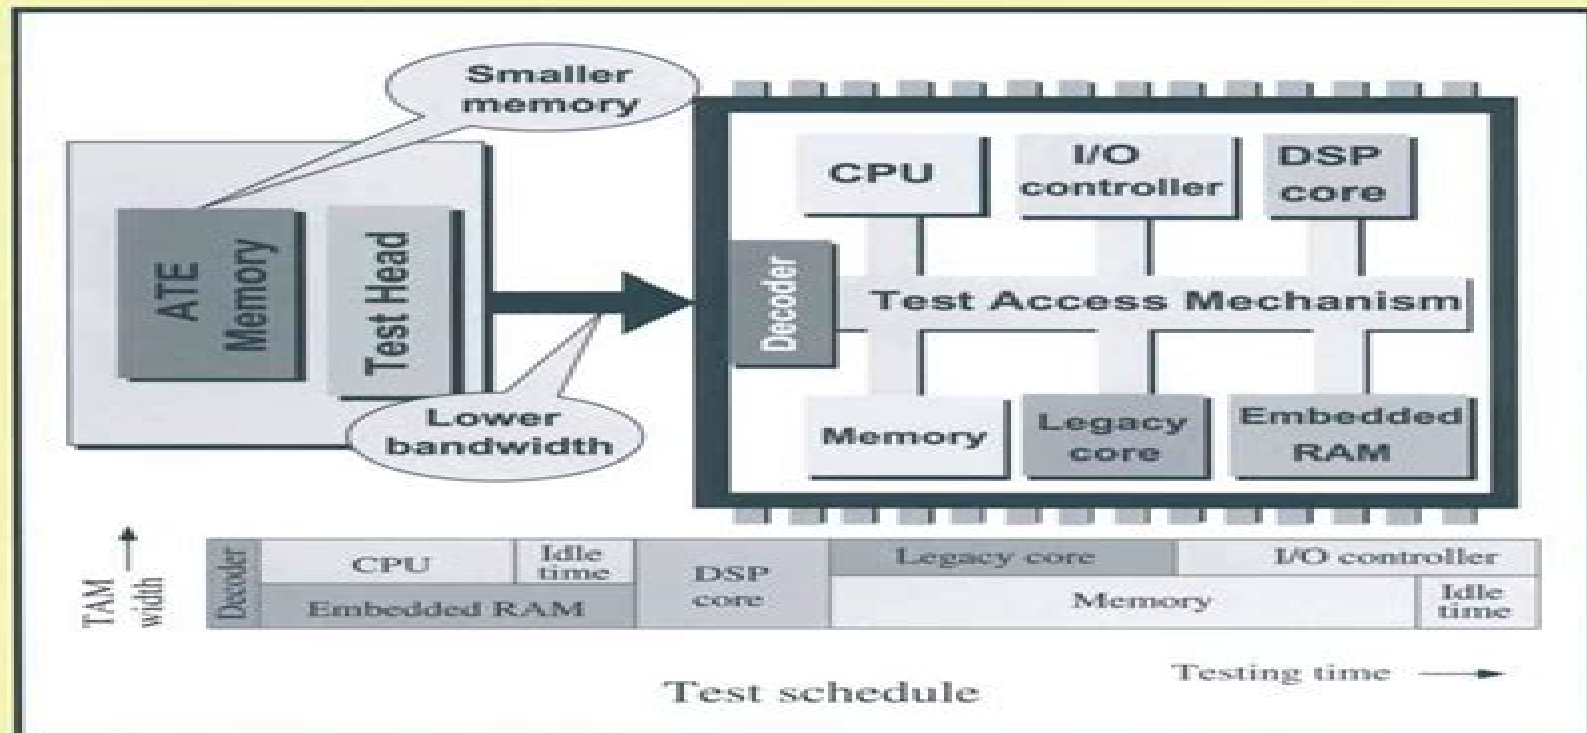 Smaller
memory
ATE
Memory
Test Head
Lower
bandwidth
CPU
I/O
controller
DSP
core
Decoder
Test Access Mechanism
Memory
Legacy
core
Embedded
RAM
TAM
width
Decoder
CPU
Idle
time
Embedded RAM
DSP
core
Legacy core
I/O controller
Memory
Idle
time
Testing time
Test schedule